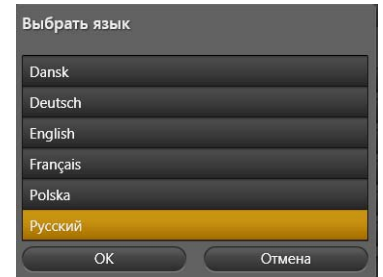 Выбрать язык
Dansk
Deutsch
English
Français
Polska
Русский
OK Отмена